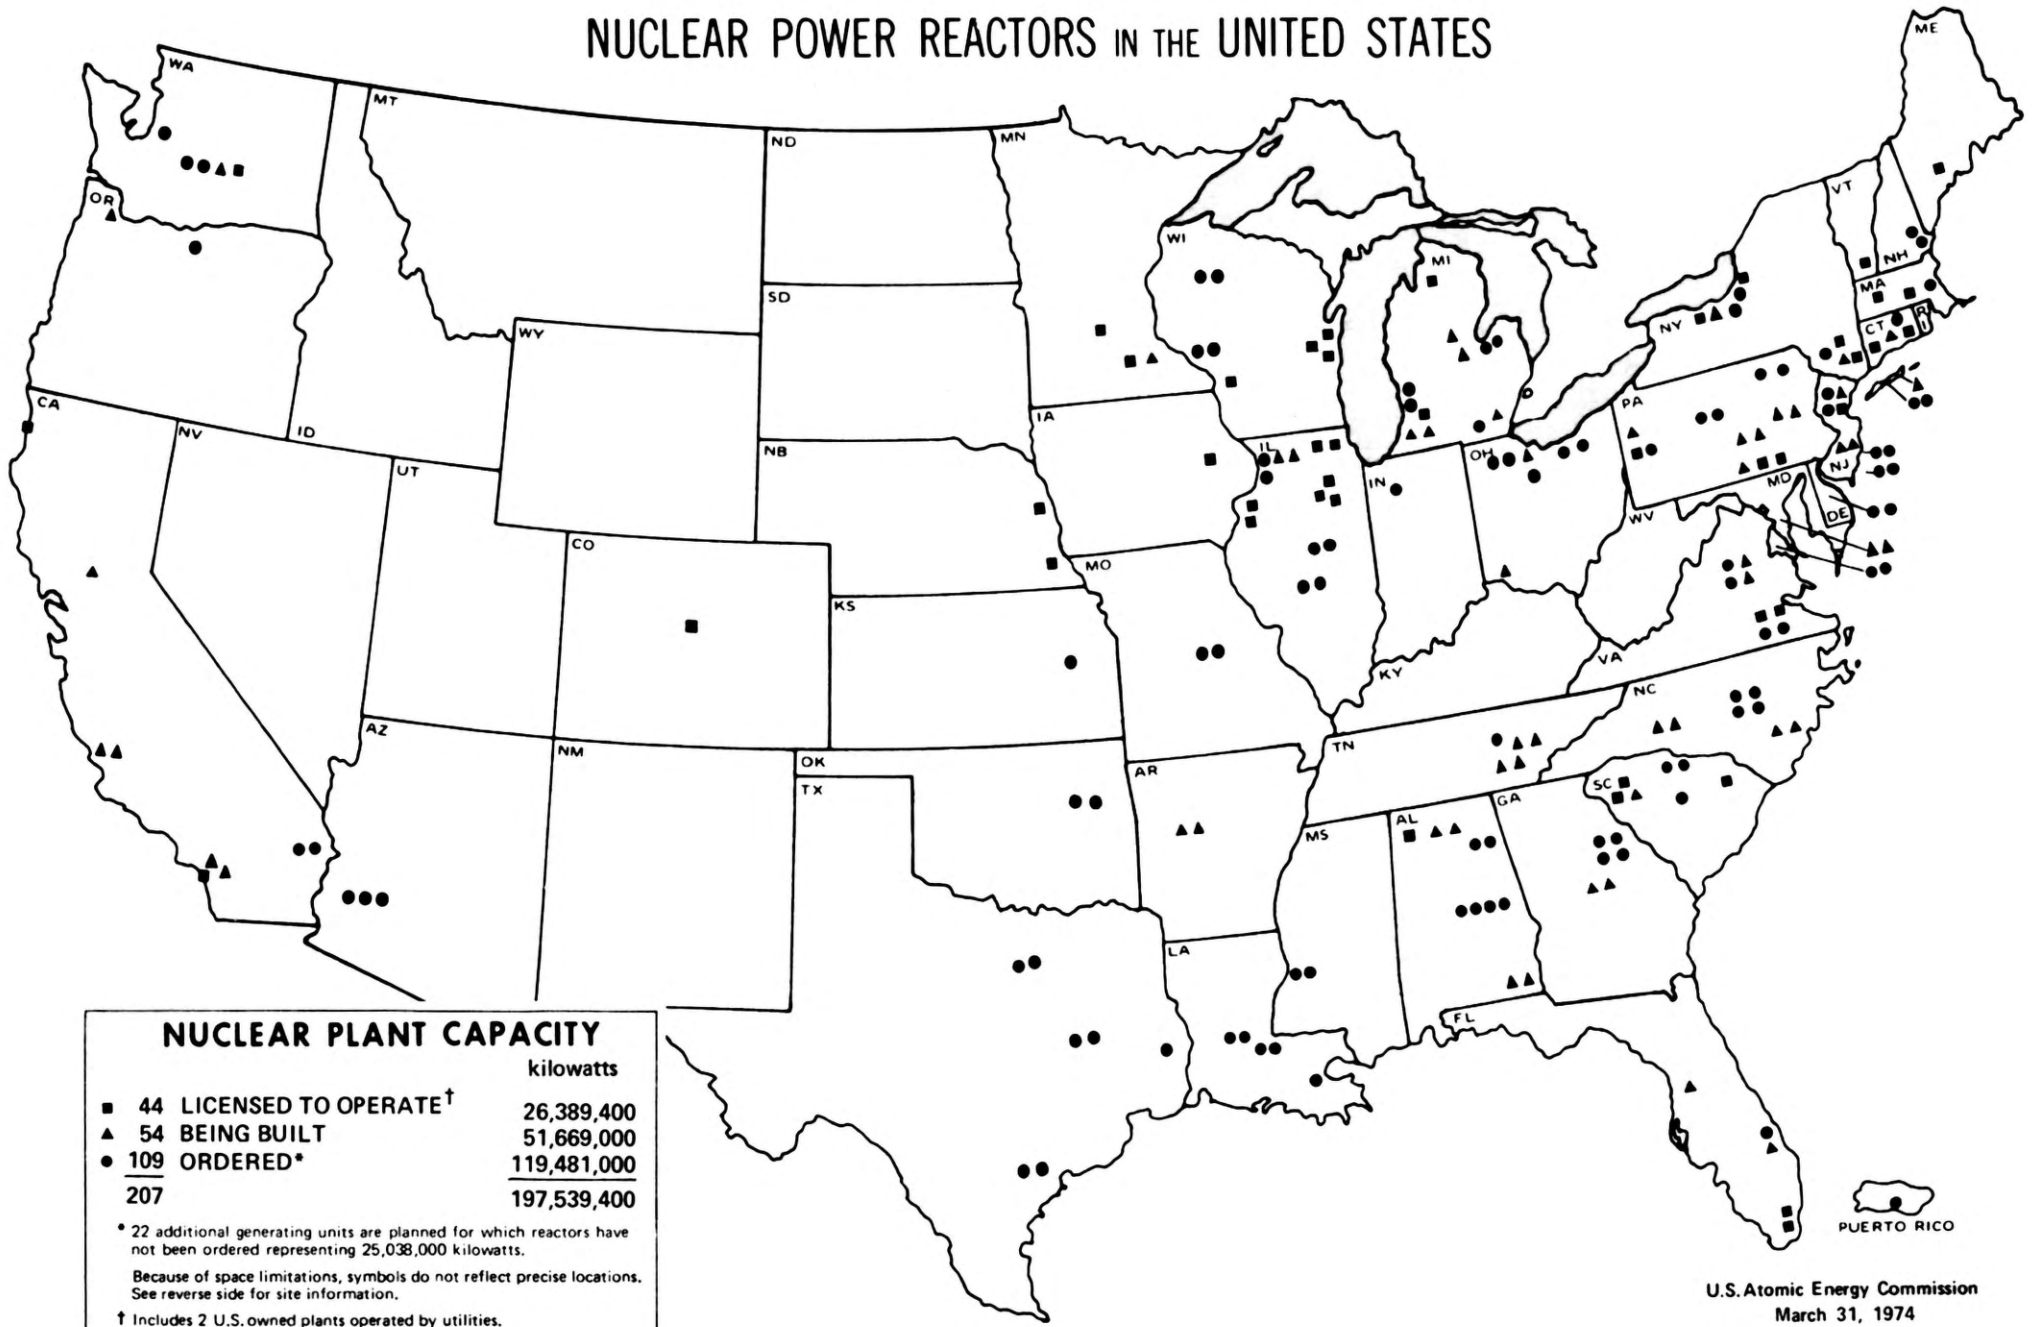 NUCLEAR POWER REACTORS IN THE UNITED STATES
ME
WA
MT
ND
MN
VT
OR
WI
NH
MI
MA
SD
RI
NY
CT
WY
CA
PA
IA
NV
ID
IL
NB
OH
UT
NJ
IN
MD
WV
DE
CO
MO
KS
VA
KY
NC
AZ
TN
NM
OK
AR
SC
TX
GA
AL
MS
LA
FL
NUCLEAR PLANT CAPACITY
kilowatts
■ 44 LICENSED TO OPERATE† 26,389,400
▲ 54 BEING BUILT 51,669,000
● 109 ORDERED* 119,481,000
207 197,539,400
* 22 additional generating units are planned for which reactors have
not been ordered representing 25,038,000 kilowatts.
Because of space limitations, symbols do not reflect precise locations.
See reverse side for site information.
† Includes 2 U.S. owned plants operated by utilities.
PUERTO RICO
U.S. Atomic Energy Commission
March 31, 1974